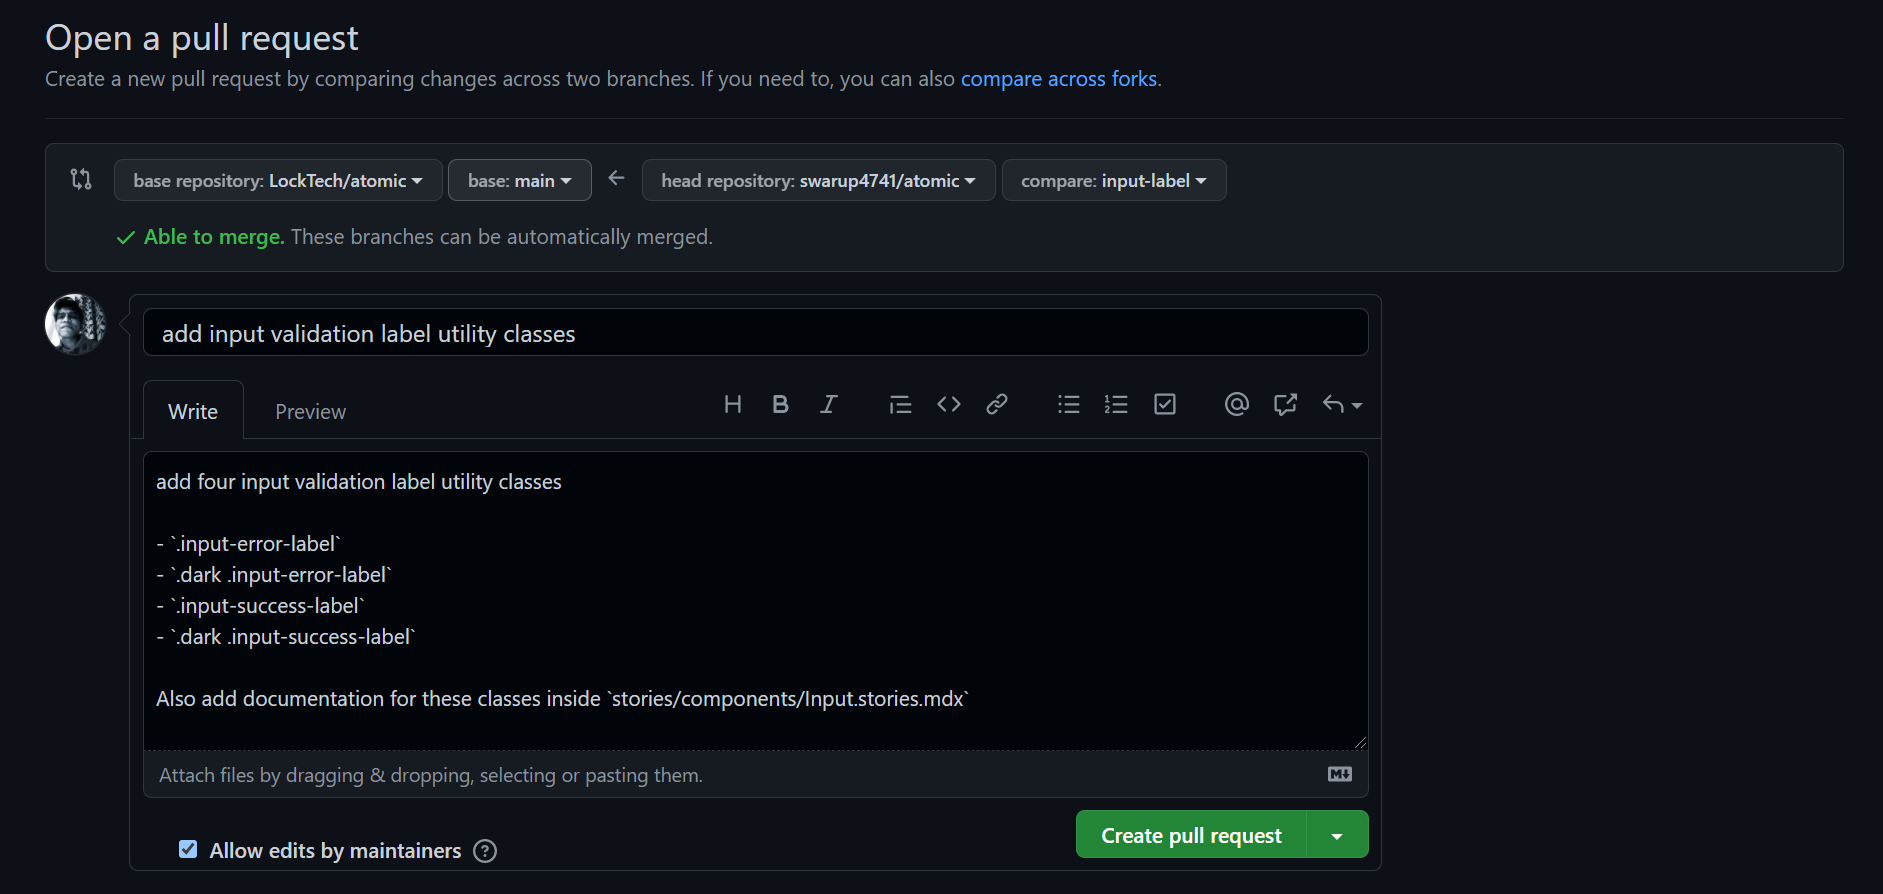 Open a pull request
Create a new pull request by comparing changes across two branches. If you need to, you can also compare across forks.
base repository: LockTech/atomic base: main ← head repository: swarup4741/atomic compare: input-label
Able to merge. These branches can be automatically merged.
add input validation label utility classes
Write Preview
add four input validation label utility classes
- `.input-error-label`
- `.dark .input-error-label`
- `.input-success-label`
- `.dark .input-success-label`
Also add documentation for these classes inside `stories/components/Input.stories.mdx`
Attach files by dragging & dropping, selecting or pasting them.
Create pull request
Allow edits by maintainers